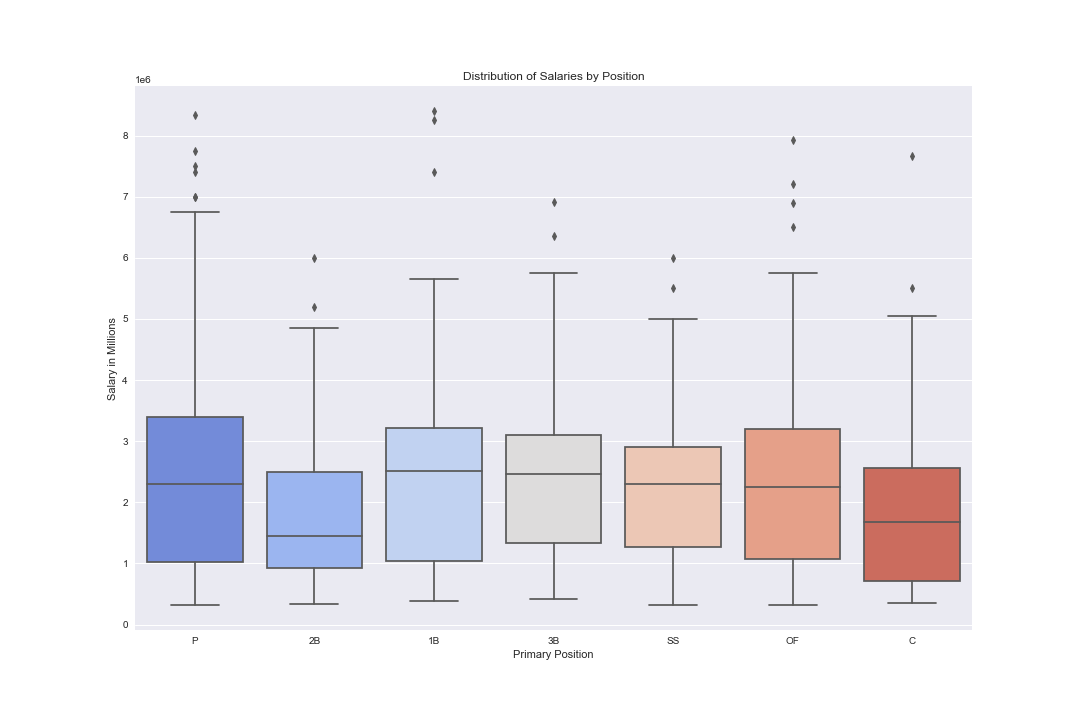 Distribution of Salaries by Position
1e6
Salary in Millions
8
7
6
5
4
3
2
1
0
P 2B 1B 3B SS OF C
Primary Position